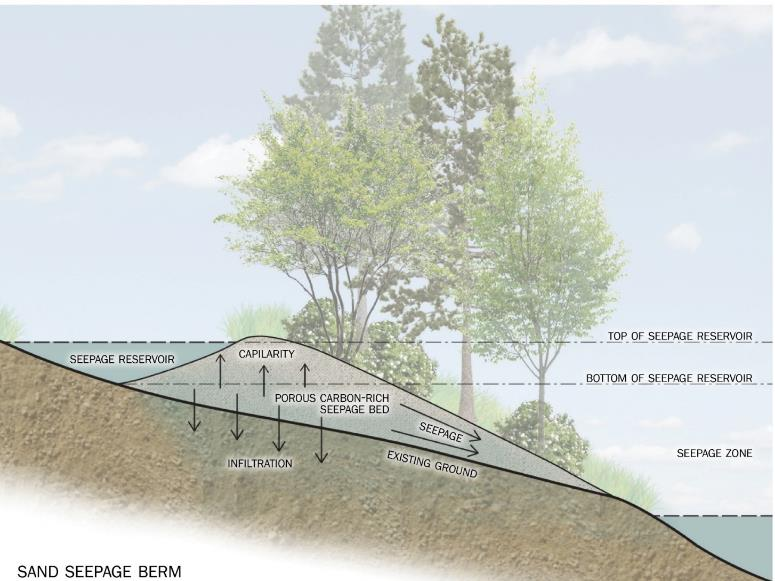 TOP OF SEEPAGE RESERVOIR
SEEPAGE RESERVOIR
CAPILARITY
BOTTOM OF SEEPAGE RESERVOIR
POROUS CARBON-RICH
SEEPAGE BED
SEEPAGE
SEEPAGE ZONE
INFILTRATION
EXISTING GROUND
SAND SEEPAGE BERM